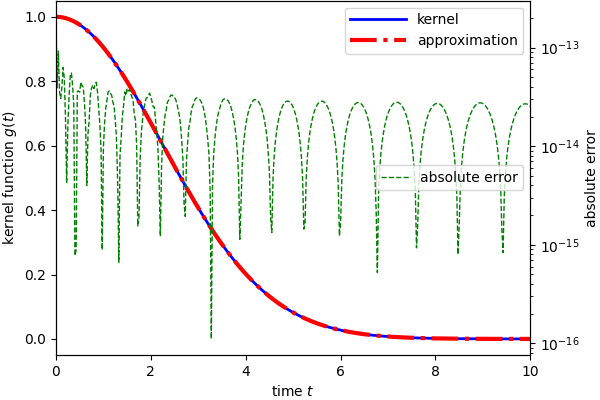 kernel
approximation
absolute error
kernel function $g(t)$
1.0
0.8
0.6
0.4
0.2
0.0
10⁻¹³
10⁻¹⁴
10⁻¹⁵
10⁻¹⁶
absolute error
0
2
4
6
8
10
time $t$